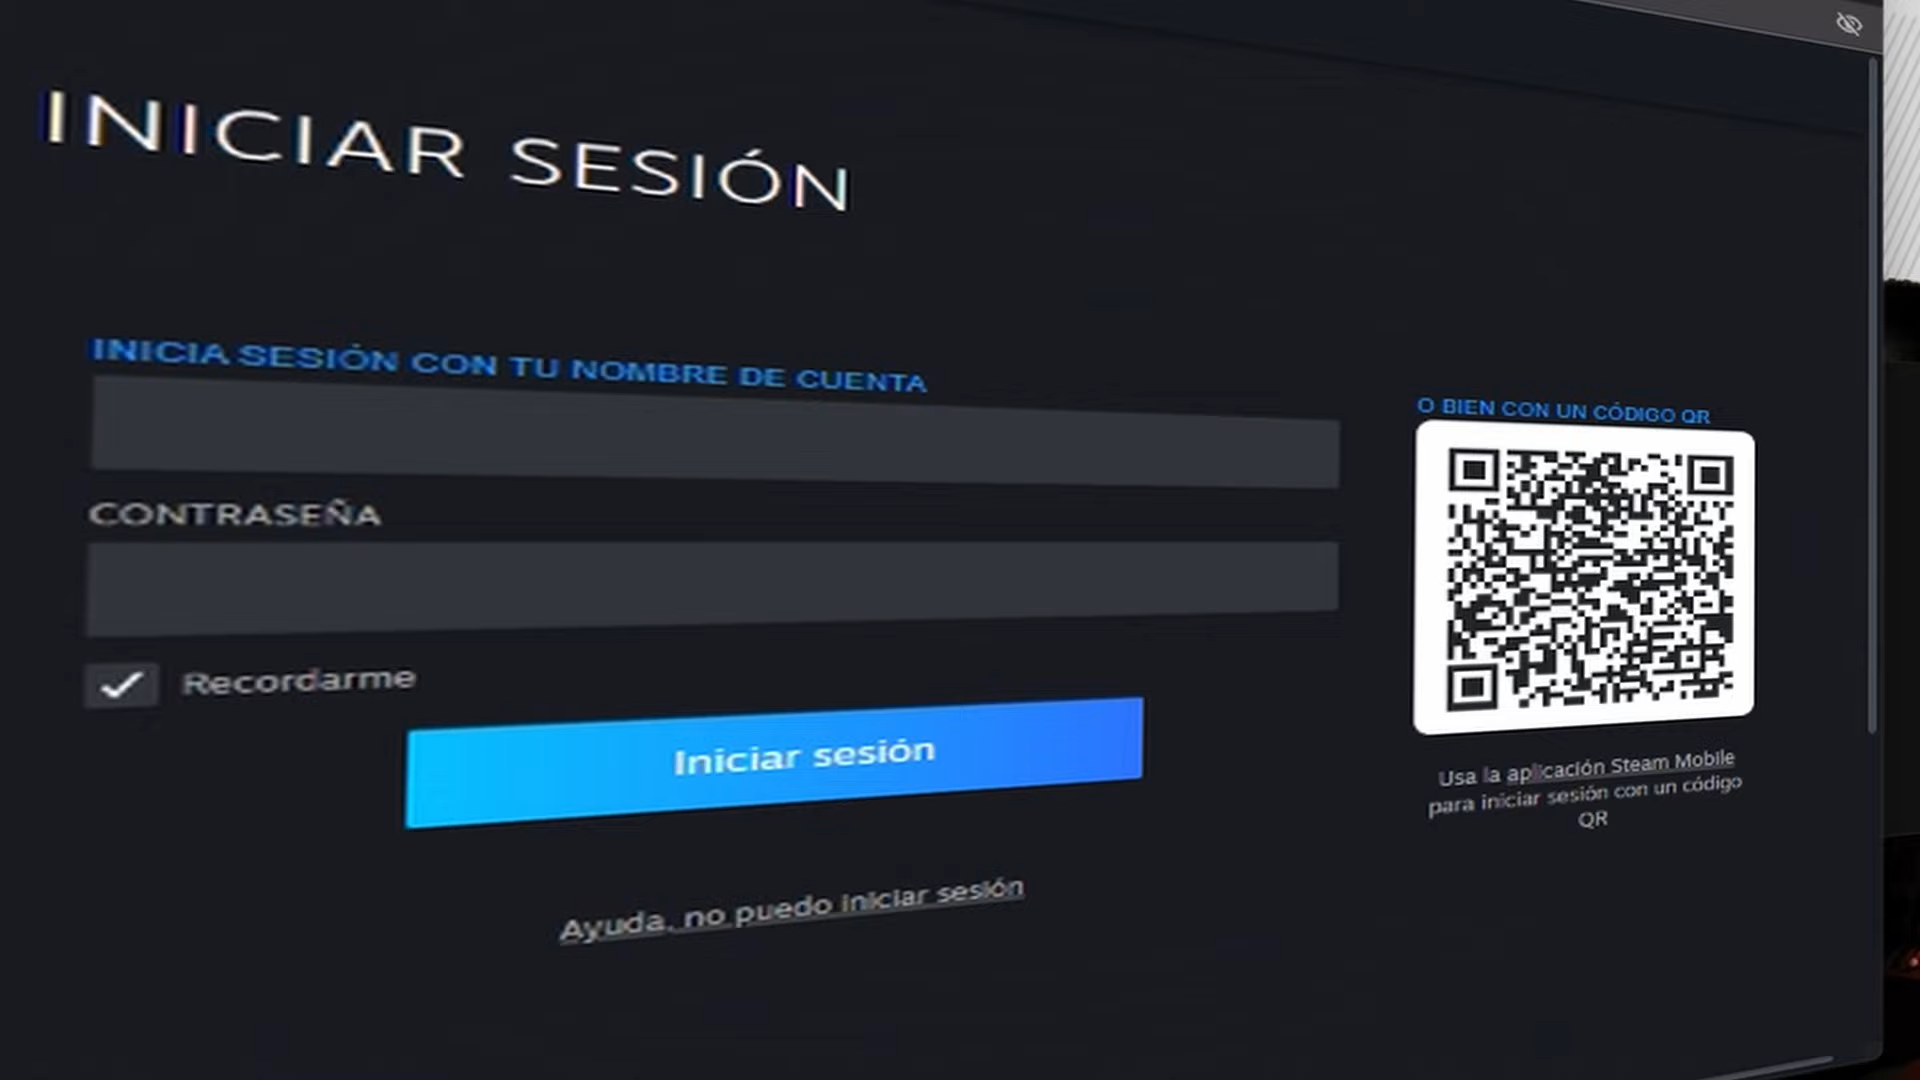 INICIAR SESIÓN
INICIA SESIÓN CON TU NOMBRE DE CUENTA
CONTRASEÑA
Recordarme
Iniciar sesión
Ayuda, no puedo iniciar sesión
O BIEN CON UN CÓDIGO QR
Usa la aplicación Steam Mobile
para iniciar sesión con un código
QR